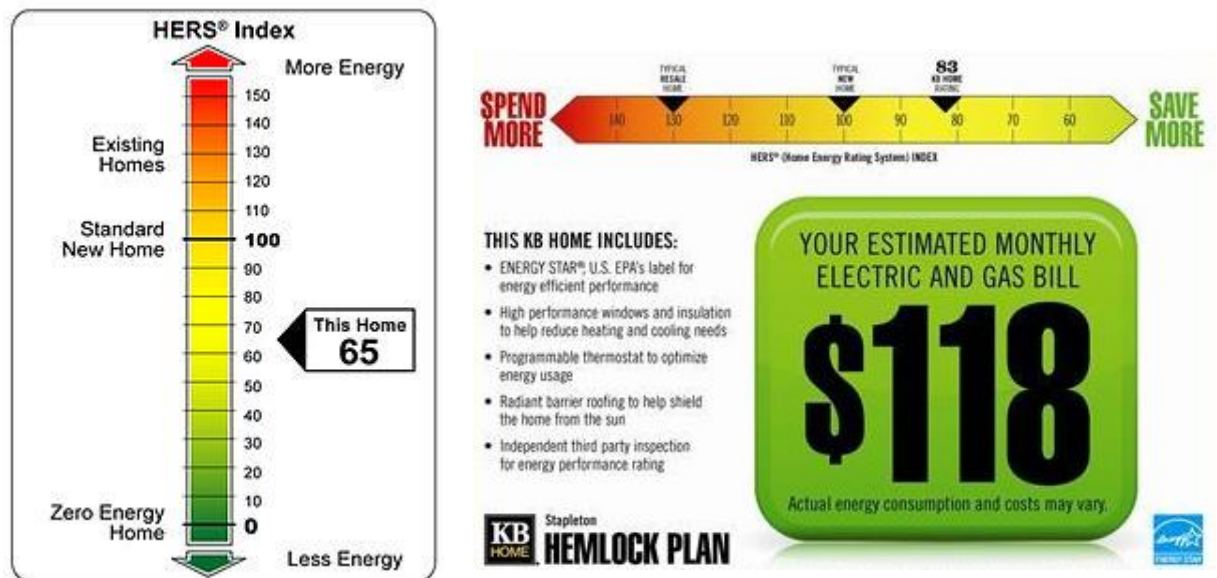 HERS® Index
More Energy
150
140
Existing
Homes
130
120
110
Standard
New Home
100
90
80
70
This Home
65
60
50
40
30
20
10
Zero Energy
Home
0
Less Energy
TYPICAL
RESALE
HOME
TYPICAL
NEW
HOME
83
KB HOME
RATING
SPEND
MORE
140 130 120 110 100 90 80 70 60
SAVE
MORE
HERS® (Home Energy Rating System) INDEX
THIS KB HOME INCLUDES:
• ENERGY STAR®, U.S. EPA's label for
energy efficient performance
• High performance windows and insulation
to help reduce heating and cooling needs
• Programmable thermostat to optimize
energy usage
• Radiant barrier roofing to help shield
the home from the sun
• Independent third party inspection
for energy performance rating
YOUR ESTIMATED MONTHLY
ELECTRIC AND GAS BILL
$118
Actual energy consumption and costs may vary.
KB
HOME
Stapleton
HEMLOCK PLAN
ENERGY STAR